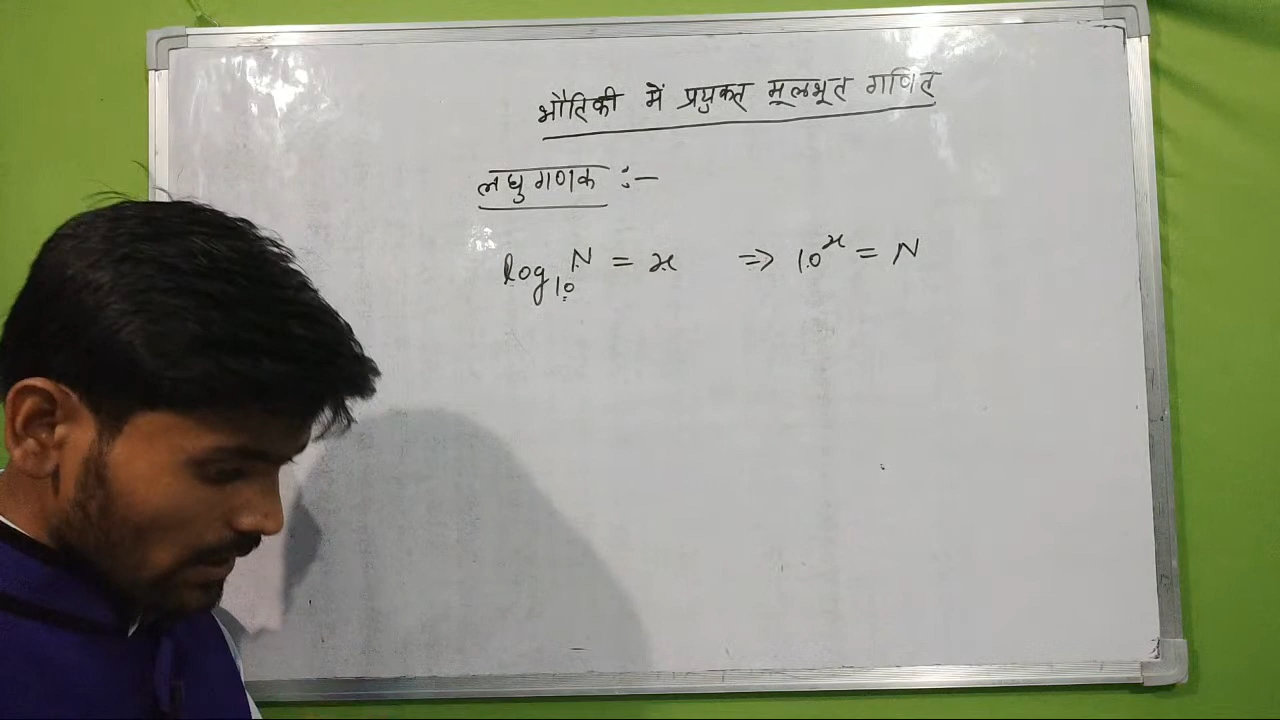 भौतिकी में प्रयुक्त मूलभूत गणित
लघुगणक :-
log₁₀ N = x ⇒ 10ˣ = N